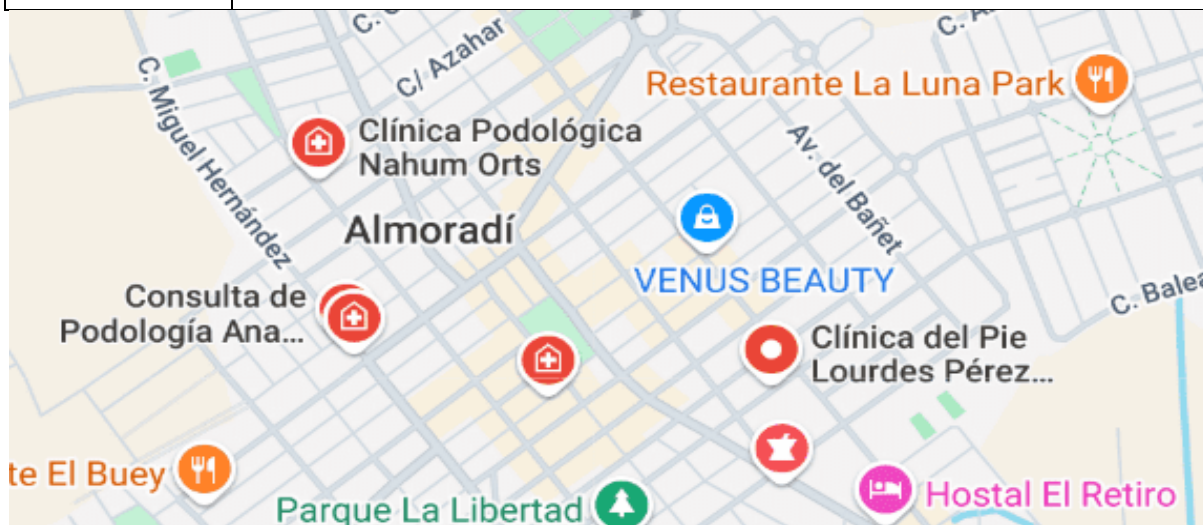 C/ Azahar
C. Miguel Hernández
Restaurante La Luna Park
Clínica Podológica
Nahum Orts
Av. del Bañet
Almoradí
VENUS BEAUTY
Consulta de
Podología Ana...
C. Balea
Clínica del Pie
Lourdes Pérez...
te El Buey
Parque La Libertad
Hostal El Retiro